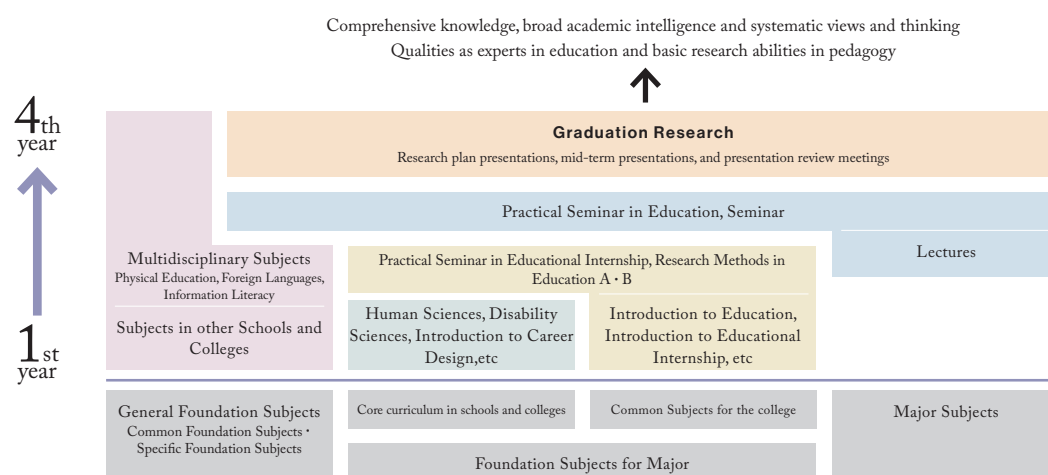 Comprehensive knowledge, broad academic intelligence and systematic views and thinking
Qualities as experts in education and basic research abilities in pedagogy
4th
year
Graduation Research
Research plan presentations, mid-term presentations, and presentation review meetings
Practical Seminar in Education, Seminar
Lectures
Multidisciplinary Subjects
Physical Education, Foreign Languages,
Information Literacy
Practical Seminar in Educational Internship, Research Methods in
Education A・B
Subjects in other Schools and
Colleges
Human Sciences, Disability
Sciences, Introduction to Career
Design,etc
Introduction to Education,
Introduction to Educational
Internship, etc
1st
year
General Foundation Subjects
Common Foundation Subjects・
Specific Foundation Subjects
Core curriculum in schools and colleges
Common Subjects for the college
Major Subjects
Foundation Subjects for Major